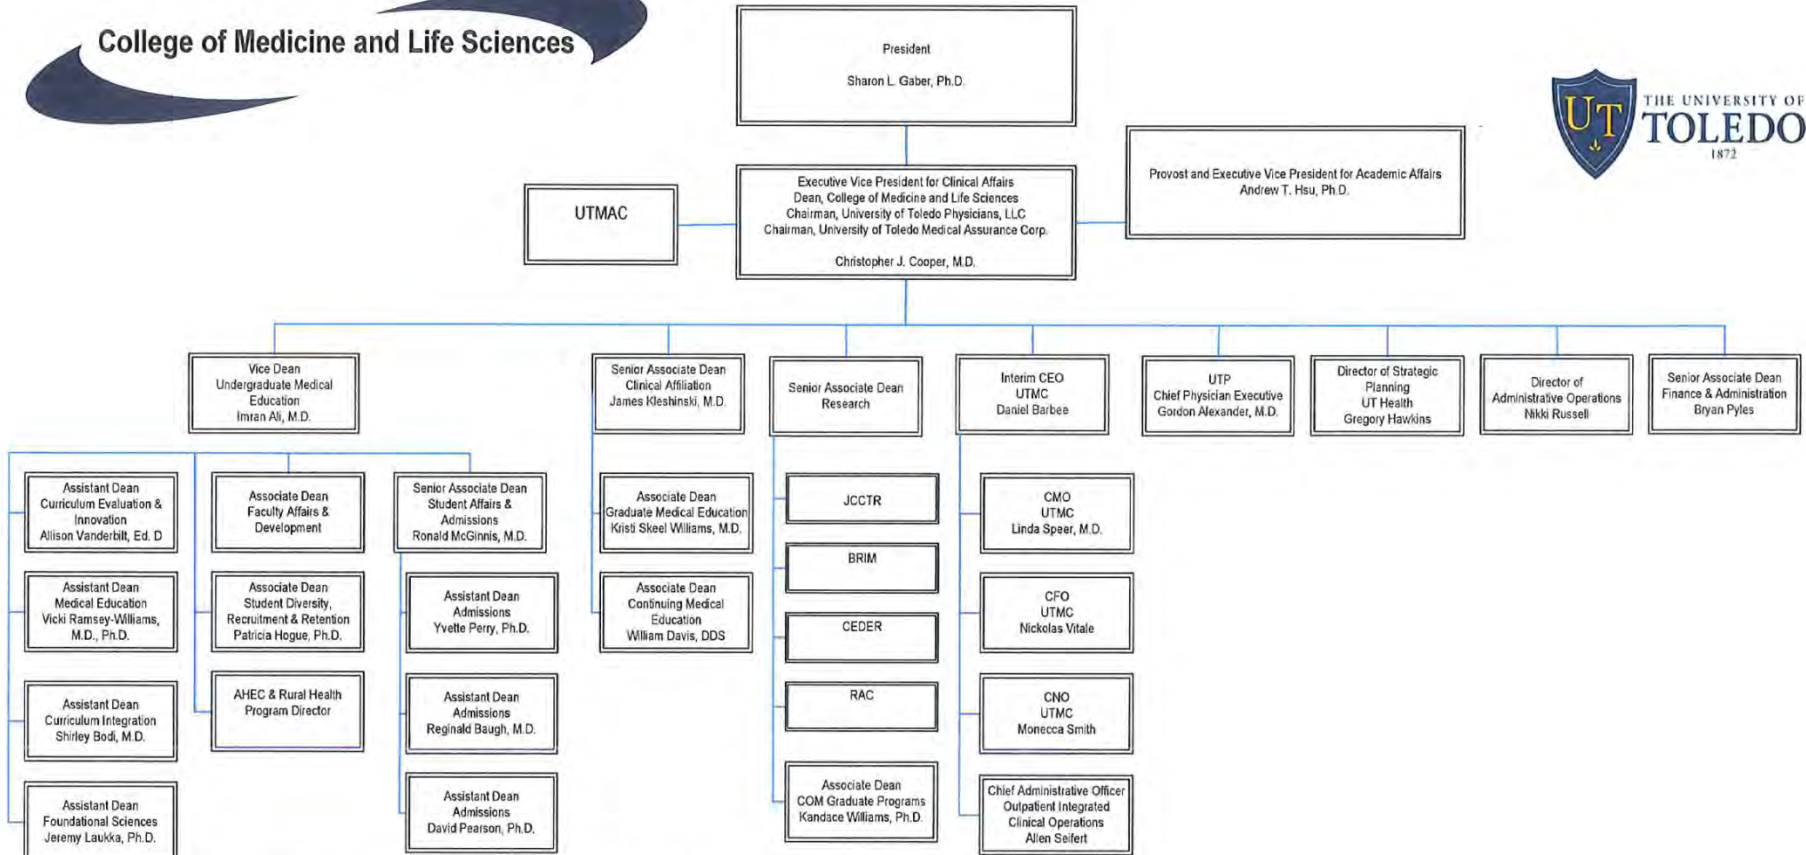 College of Medicine and Life Sciences
President
Sharon L. Gaber, Ph.D.
UT
THE UNIVERSITY OF
TOLEDO
1872
UTMAC
Executive Vice President for Clinical Affairs
Dean, College of Medicine and Life Sciences
Chairman, University of Toledo Physicians, LLC
Chairman, University of Toledo Medical Assurance Corp.
Christopher J. Cooper, M.D.
Provost and Executive Vice President for Academic Affairs
Andrew T. Hsu, Ph.D.
Vice Dean
Undergraduate Medical
Education
Imran Ali, M.D.
Senior Associate Dean
Clinical Affiliation
James Kleshinski, M.D.
Senior Associate Dean
Research
Interim CEO
UTMC
Daniel Barbee
UTP
Chief Physician Executive
Gordon Alexander, M.D.
Director of Strategic
Planning
UT Health
Gregory Hawkins
Director of
Administrative Operations
Nikki Russell
Senior Associate Dean
Finance & Administration
Bryan Pyles
Assistant Dean
Curriculum Evaluation &
Innovation
Allison Vanderbilt, Ed. D
Assistant Dean
Medical Education
Vicki Ramsey-Williams,
M.D., Ph.D.
Assistant Dean
Curriculum Integration
Shirley Bodi, M.D.
Assistant Dean
Foundational Sciences
Jeremy Laukka, Ph.D.
Associate Dean
Faculty Affairs &
Development
Associate Dean
Student Diversity,
Recruitment & Retention
Patricia Hogue, Ph.D.
AHEC & Rural Health
Program Director
Senior Associate Dean
Student Affairs &
Admissions
Ronald McGinnis, M.D.
Assistant Dean
Admissions
Yvette Perry, Ph.D.
Assistant Dean
Admissions
Reginald Baugh, M.D.
Assistant Dean
Admissions
David Pearson, Ph.D.
Associate Dean
Graduate Medical Education
Kristi Skeel Williams, M.D.
Associate Dean
Continuing Medical
Education
William Davis, DDS
JCCTR
BRIM
CEDER
RAC
Associate Dean
COM Graduate Programs
Kandace Williams, Ph.D.
CMO
UTMC
Linda Speer, M.D.
CFO
UTMC
Nickolas Vitale
CNO
UTMC
Monecca Smith
Chief Administrative Officer
Outpatient Integrated
Clinical Operations
Allen Seifert